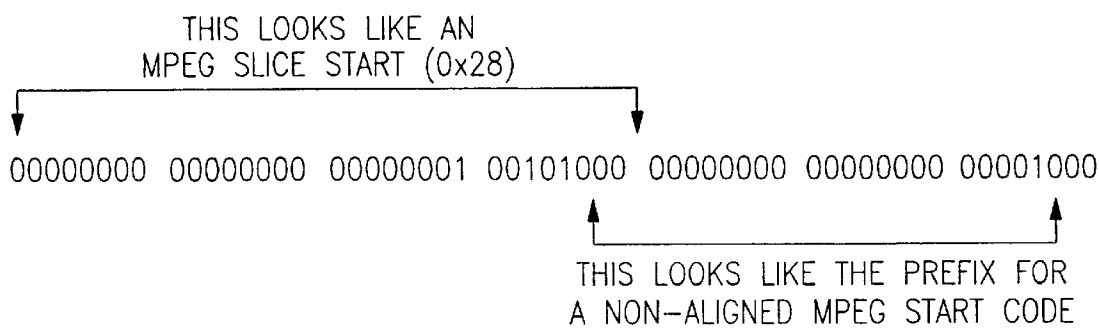 THIS LOOKS LIKE AN
MPEG SLICE START (0x28)
00000000 00000000 00000001 00101000 00000000 00000000 00001000
THIS LOOKS LIKE THE PREFIX FOR
A NON-ALIGNED MPEG START CODE